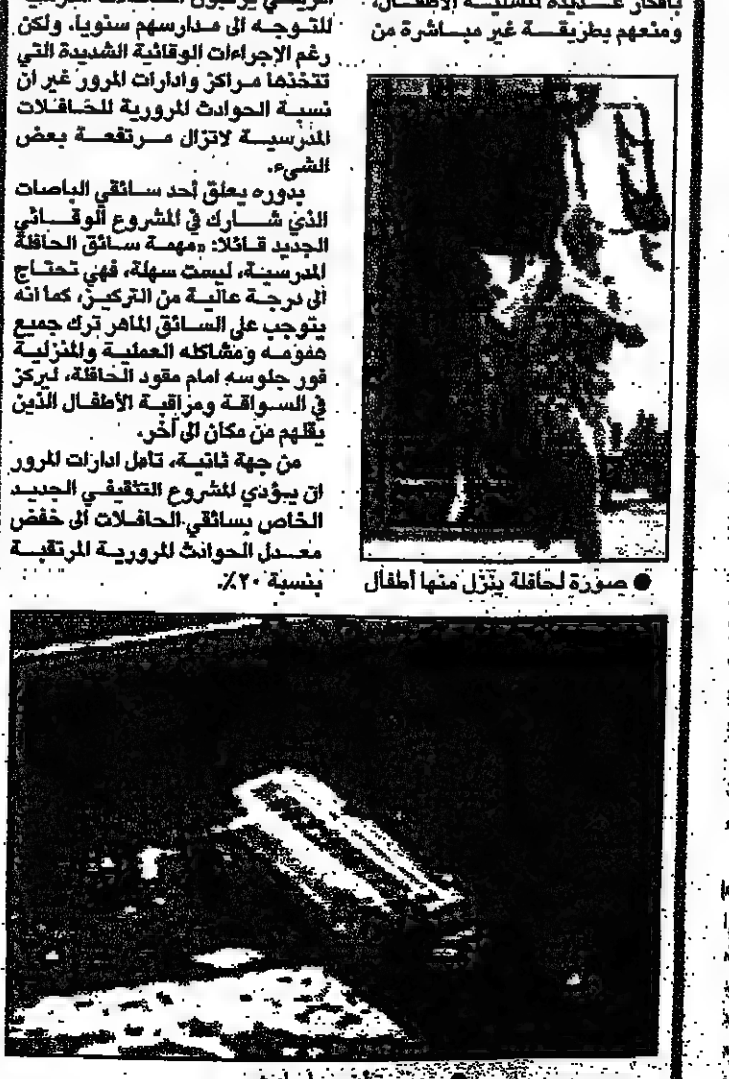 بأفكار عديدة لتسلية الأطفال،
ومنعهم بطريقة غير مباشرة من
● صورة لحافلة ينزل منها أطفال
للتوجه الى مدارسهم سنويا، ولكن
رغم الإجراءات الوقائية الشديدة التي
تتخذها مراكز وادارات المرور غير ان
نسبة الحوادث المرورية للحافلات
المدرسية لاتزال مرتفعة بعض
الشيء.
بدوره يعلق أحد سائقي الباصات
الذي شارك في المشروع الوقائي
الجديد قائلا: «مهمة سائق الحافلة
المدرسية، ليست سهلة، فهي تحتاج
الى درجة عالية من التركيز، كما انه
يتوجب على السائق الماهر ترك جميع
همومه ومشاكله العملية والمنزلية
فور جلوسه امام مقود الحافلة، ليركز
في السواقة ومراقبة الأطفال الذين
يقلهم من مكان الى آخر.
من جهة ثانية، تأمل ادارات المرور
ان يؤدي المشروع التثقيفي الجديد
الخاص بسائقي الحافلات الى خفض
معدل الحوادث المرورية المرتقبة
بنسبة ٢٠٪.